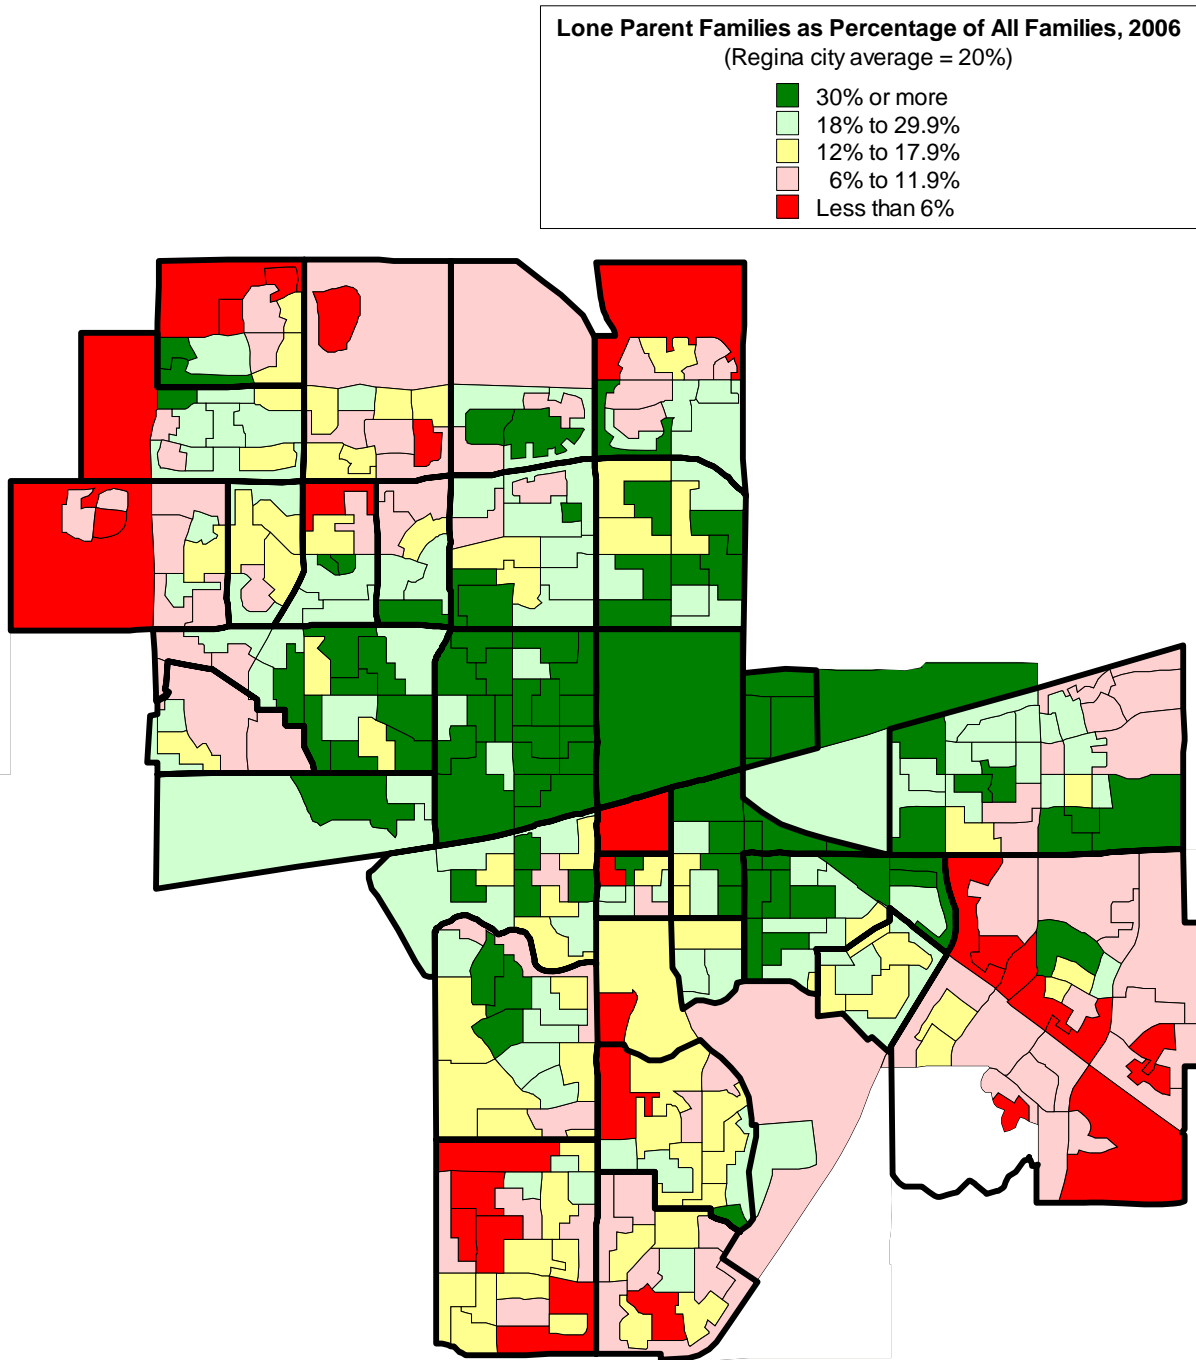 Lone Parent Families as Percentage of All Families, 2006
(Regina city average = 20%)
30% or more
18% to 29.9%
12% to 17.9%
6% to 11.9%
Less than 6%